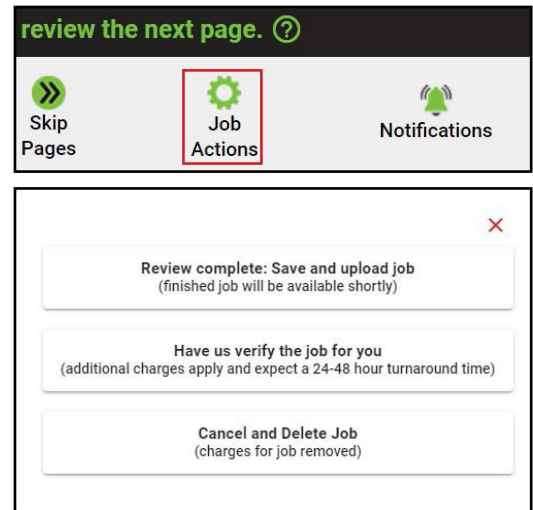 review the next page. ?
Skip
Pages
Job
Actions
Notifications
Review complete: Save and upload job
(finished job will be available shortly)
Have us verify the job for you
(additional charges apply and expect a 24-48 hour turnaround time)
Cancel and Delete Job
(charges for job removed)